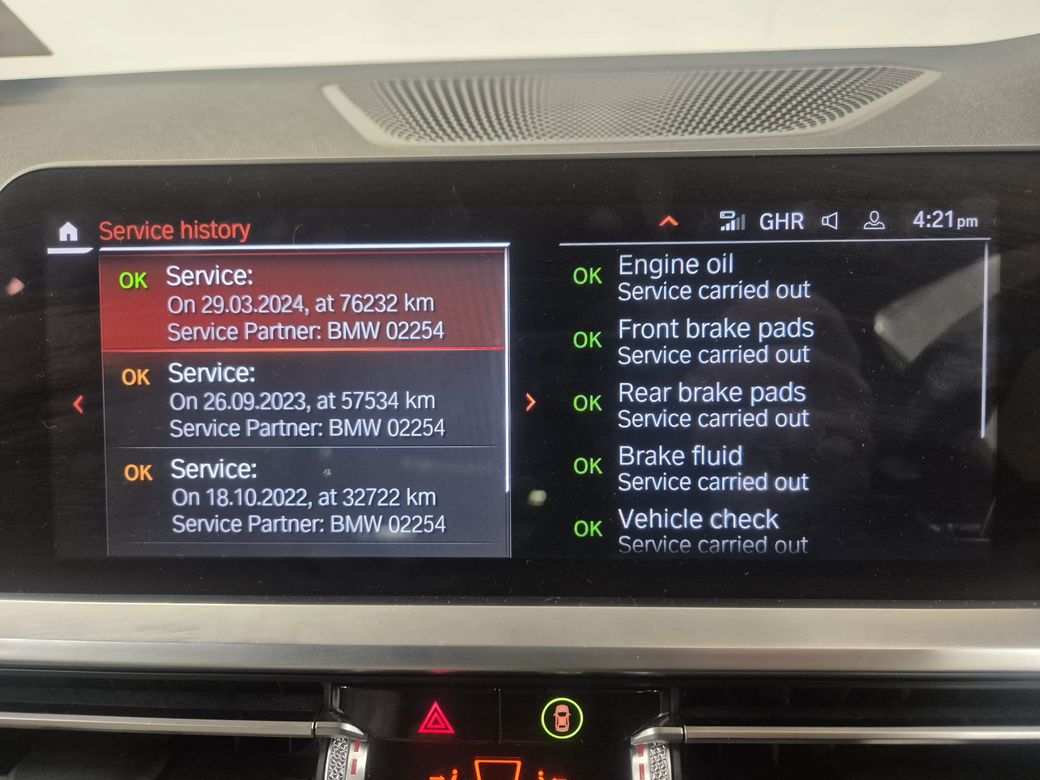 Service history
GHR
4:21pm
OK Service:
On 29.03.2024, at 76232 km
Service Partner: BMW 02254
OK Service:
On 26.09.2023, at 57534 km
Service Partner: BMW 02254
OK Service:
On 18.10.2022, at 32722 km
Service Partner: BMW 02254
OK Engine oil
Service carried out
OK Front brake pads
Service carried out
OK Rear brake pads
Service carried out
OK Brake fluid
Service carried out
OK Vehicle check
Service carried out